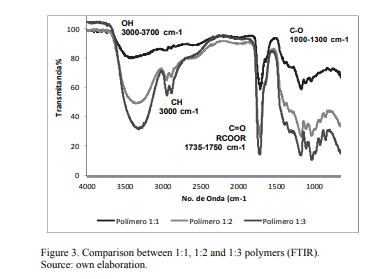 OH
3000-3700 cm-1
C-O
1000-1300 cm-1
CH
3000 cm-1
C=O
RCOOR
1735-1750 cm-1
Transmitancia%
100
80
60
40
20
0
4000 3500 3000 2500 2000 1500 1000
No. de Onda (cm-1
Polímero 1:1 Polímero 1:2 Polímero 1:3
Figure 3. Comparison between 1:1, 1:2 and 1:3 polymers (FTIR).
Source: own elaboration.